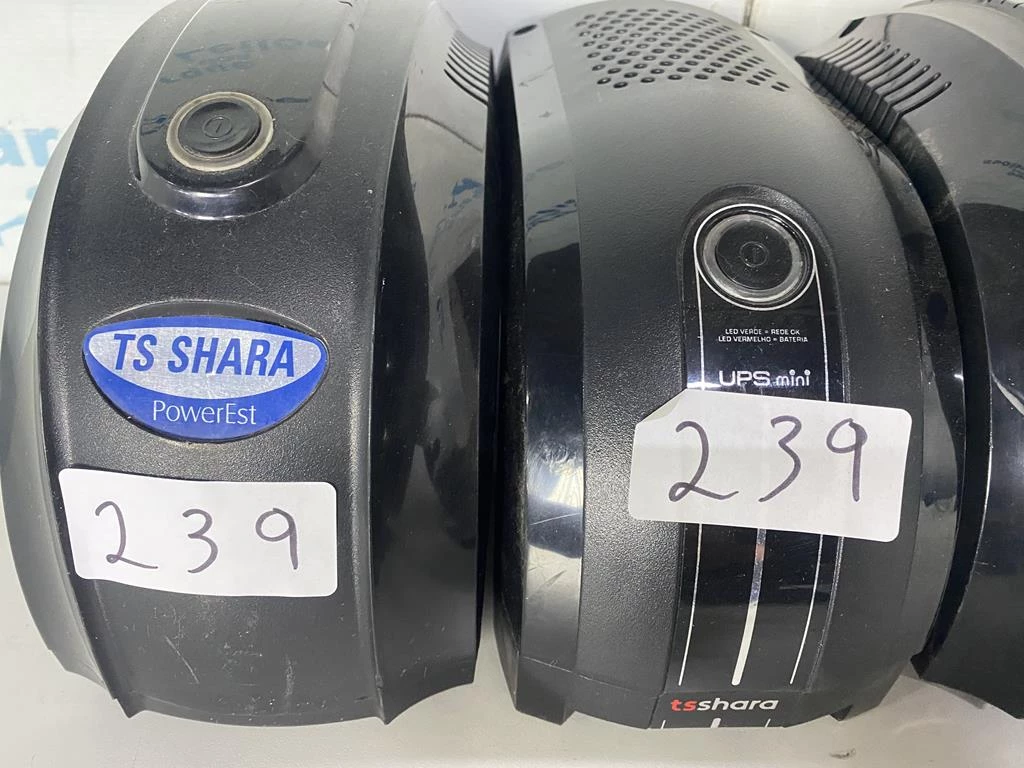 TS SHARA
PowerEst
239
LED VERDE = REDE OK
LED VERMELHO = BATERIA
UPS mini
239
tsshara